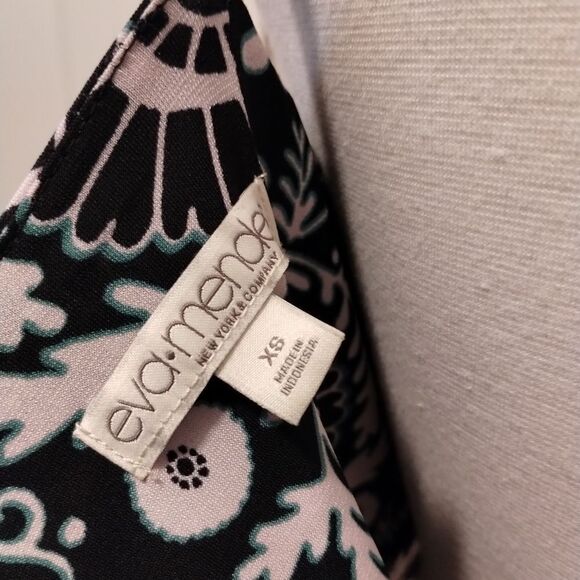 eva•mendes
NEW YORK & COMPANY
XS
MADE IN
INDONESIA